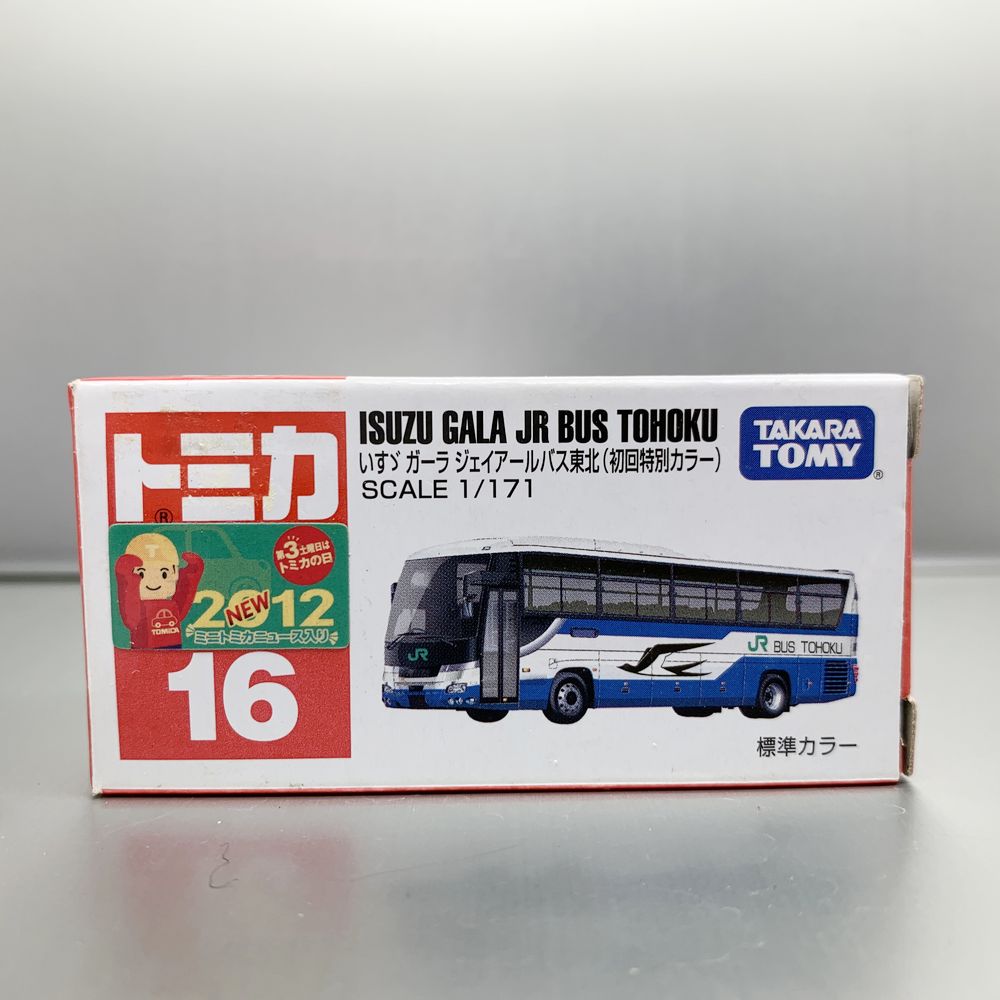 トミカ
®
ISUZU GALA JR BUS TOHOKU
いすゞ ガーラ ジェイアールバス東北(初回特別カラー)
SCALE 1/171
TAKARA
TOMY®
第3土曜日は
トミカの日
T
TOMICA
2012
NEW
ミニトミカニュース入り
16
JR
JR BUS TOHOKU
標準カラー